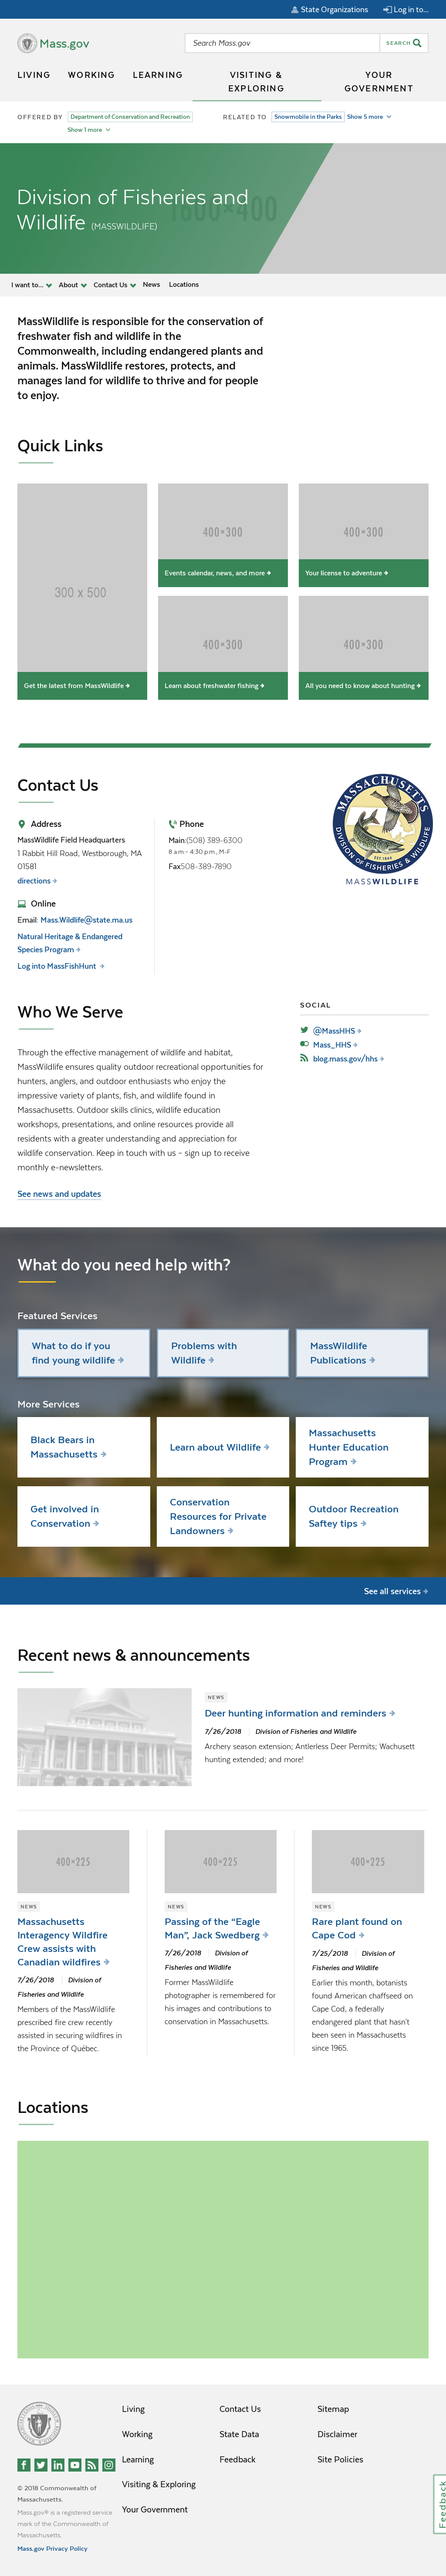 State Organizations
Log in to...
Mass.gov
Search Mass.gov
SEARCH
LIVING
WORKING
LEARNING
VISITING &
EXPLORING
YOUR
GOVERNMENT
OFFERED BY
Department of Conservation and Recreation
Show 1 more
RELATED TO
Snowmobile in the Parks
Show 5 more
1600×400
Division of Fisheries and
Wildlife (MASSWILDLIFE)
I want to...
About
Contact Us
News
Locations
MassWildlife is responsible for the conservation of
freshwater fish and wildlife in the
Commonwealth, including endangered plants and
animals. MassWildlife restores, protects, and
manages land for wildlife to thrive and for people
to enjoy.
Quick Links
300 x 500
Get the latest from MassWildlife
400×300
Events calendar, news, and more
400×300
Your license to adventure
400×300
Learn about freshwater fishing
400×300
All you need to know about hunting
Contact Us
Address
MassWildlife Field Headquarters
1 Rabbit Hill Road, Westborough, MA
01581
directions
Online
Email: Mass.Wildlife@state.ma.us
Natural Heritage & Endangered
Species Program
Log into MassFishHunt
Phone
Main:(508) 389-6300
8 a.m.- 4:30 p.m., M-F
Fax:508-389-7890
MASSACHUSETTS
EST. 1866
DIVISION OF FISHERIES & WILDLIFE
MASSWILDLIFE
Who We Serve
Through the effective management of wildlife and habitat,
MassWildlife ensures quality outdoor recreational opportunities for
hunters, anglers, and outdoor enthusiasts who enjoy the
impressive variety of plants, fish, and wildlife found in
Massachusetts. Outdoor skills clinics, wildlife education
workshops, presentations, and online resources provide all
residents with a greater understanding and appreciation for
wildlife conservation. Keep in touch with us – sign up to receive
monthly e-newsletters.
See news and updates
SOCIAL
@MassHHS
Mass_HHS
blog.mass.gov/hhs
What do you need help with?
Featured Services
What to do if you
find young wildlife
Problems with
Wildlife
MassWildlife
Publications
More Services
Black Bears in
Massachusetts
Learn about Wildlife
Massachusetts
Hunter Education
Program
Get involved in
Conservation
Conservation
Resources for Private
Landowners
Outdoor Recreation
Saftey tips
See all services
Recent news & announcements
NEWS
Deer hunting information and reminders
7/26/2018
Division of Fisheries and Wildlife
Archery season extension; Antlerless Deer Permits; Wachusett
hunting extended; and more!
400×225
NEWS
Massachusetts
Interagency Wildfire
Crew assists with
Canadian wildfires
7/26/2018
Division of
Fisheries and Wildlife
Members of the MassWildlife
prescribed fire crew recently
assisted in securing wildfires in
the Province of Québec.
400×225
NEWS
Passing of the “Eagle
Man”, Jack Swedberg
7/26/2018
Division of
Fisheries and Wildlife
Former MassWildlife
photographer is remembered for
his images and contributions to
conservation in Massachusetts.
400×225
NEWS
Rare plant found on
Cape Cod
7/25/2018
Division of
Fisheries and Wildlife
Earlier this month, botanists
found American chaffseed on
Cape Cod, a federally
endangered plant that hasn't
been seen in Massachusetts
since 1965.
Locations
© 2018 Commonwealth of
Massachusetts.
Mass.gov® is a registered service
mark of the Commonwealth of
Massachusetts.
Mass.gov Privacy Policy
Living
Working
Learning
Visiting & Exploring
Your Government
Contact Us
State Data
Feedback
Sitemap
Disclaimer
Site Policies
Feedback